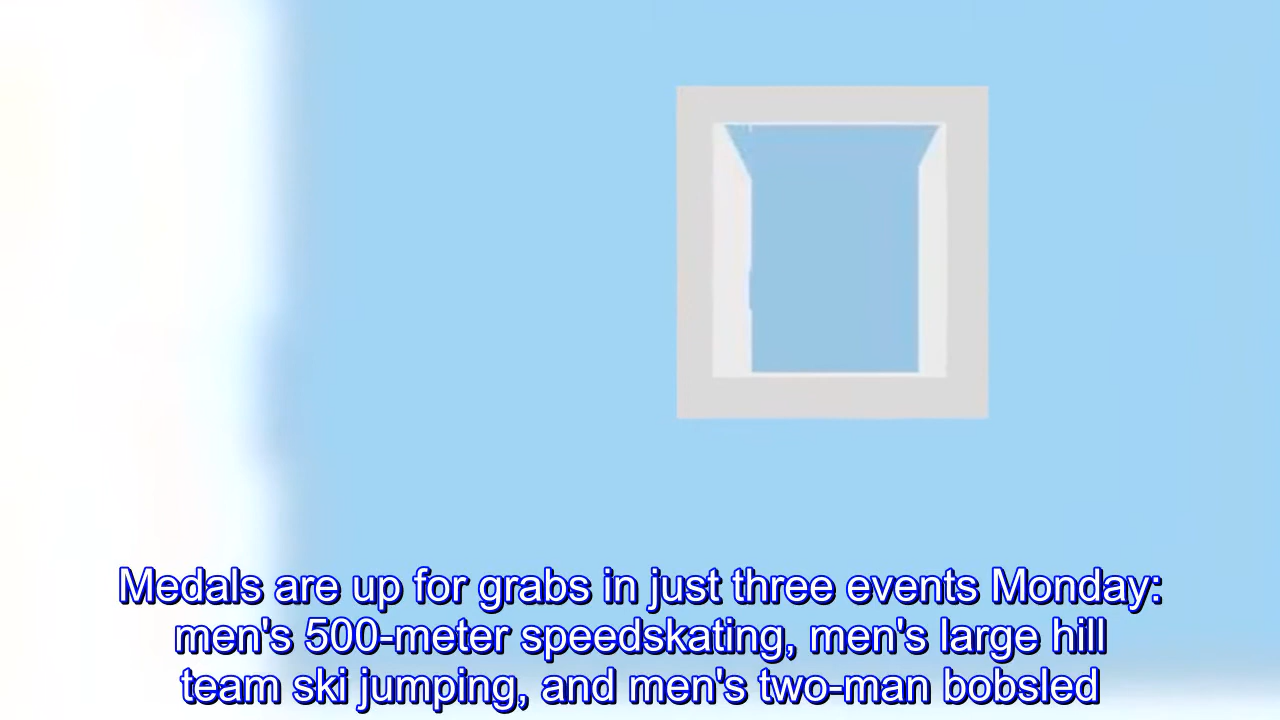 Medals are up for grabs in just three events Monday:
men's 500-meter speedskating, men's large hill
team ski jumping, and men's two-man bobsled